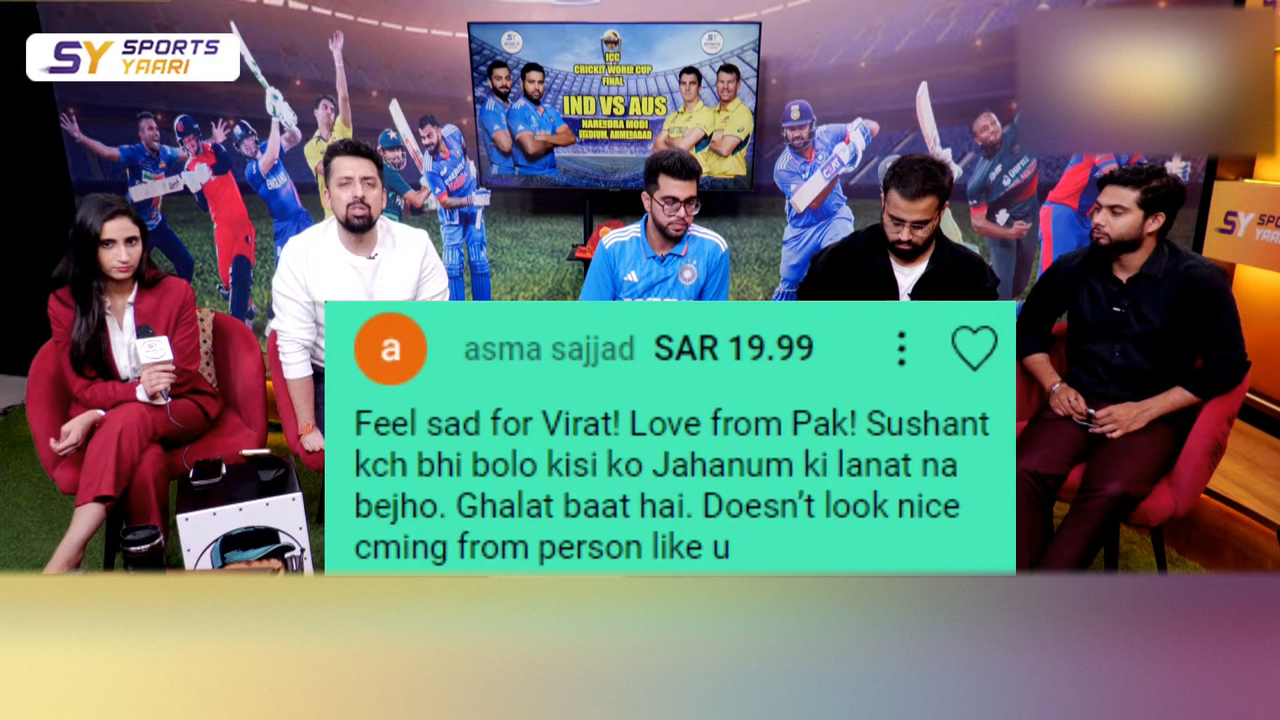 SY SPORTS
YAARI
ICC
CRICKET WORLD CUP
FINAL
IND VS AUS
NARENDRA MODI
STADIUM, AHMEDABAD
ENGLAND
SY
a
asma sajjad SAR 19.99
Feel sad for Virat! Love from Pak! Sushant
kch bhi bolo kisi ko Jahanum ki lanat na
bejho. Ghalat baat hai. Doesn’t look nice
cming from person like u